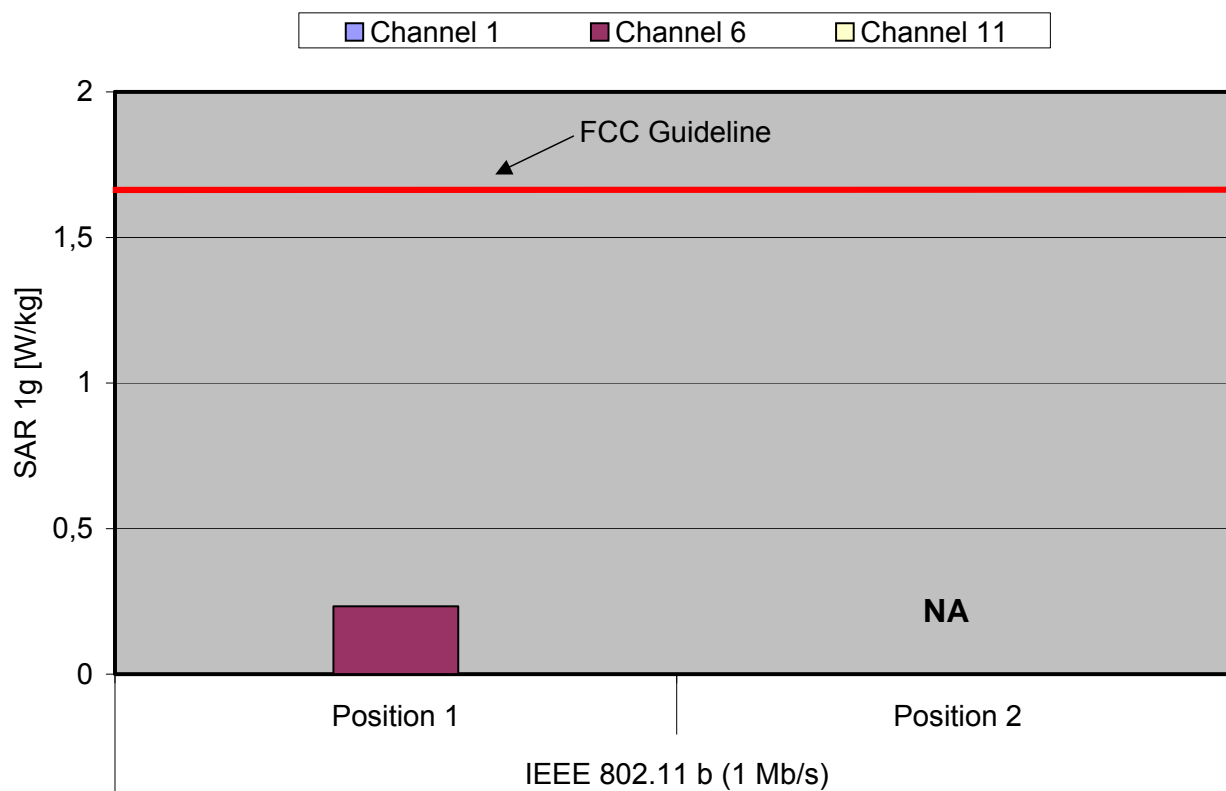 Channel 1 Channel 6 Channel 11
2
FCC Guideline
1,5
SAR 1g [W/kg]
1
0,5
NA
0
Position 1 Position 2
IEEE 802.11 b (1 Mb/s)